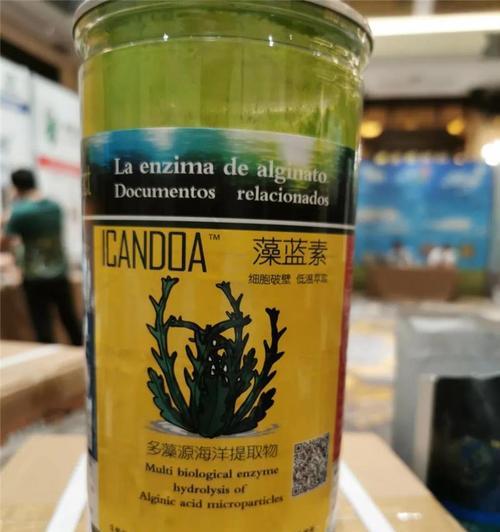 La enzima de alginato
Documentos relacionados
ICANDOA™
藻蓝素
细胞破壁 低温萃取
多藻源海洋提取物
Multi biological enzyme
hydrolysis of
Alginic acid microparticles